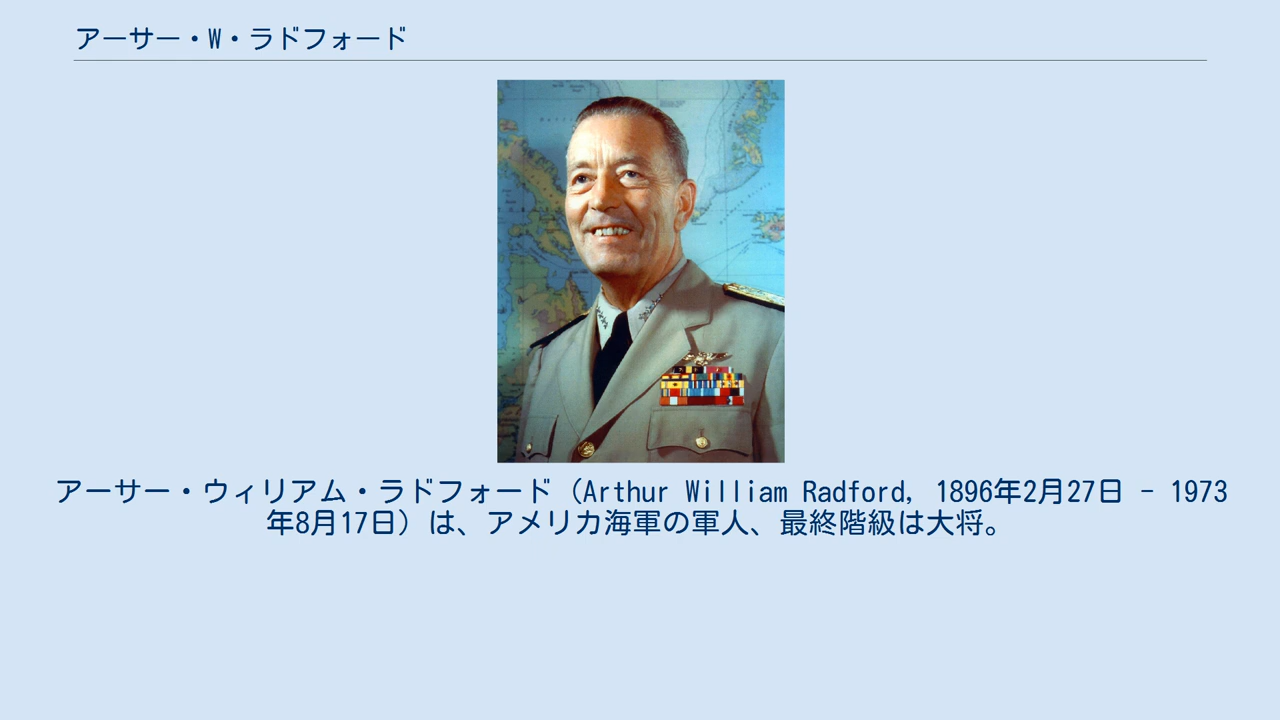 アーサー・W・ラドフォード
アーサー・ウィリアム・ラドフォード（Arthur William Radford, 1896年2月27日 - 1973
年8月17日）は、アメリカ海軍の軍人、最終階級は大将。